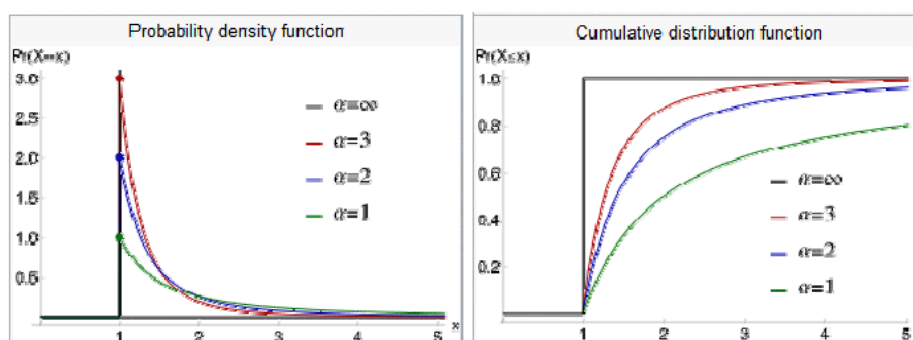 Probability density function
Pr(X=x)
3.0
2.5
2.0
1.5
1.0
0.5
α=∞
α=3
α=2
α=1
1
2
3
4
5
x
Cumulative distribution function
Pr(X≤x)
1.0
0.8
0.6
0.4
0.2
α=∞
α=3
α=2
α=1
1
2
3
4
5